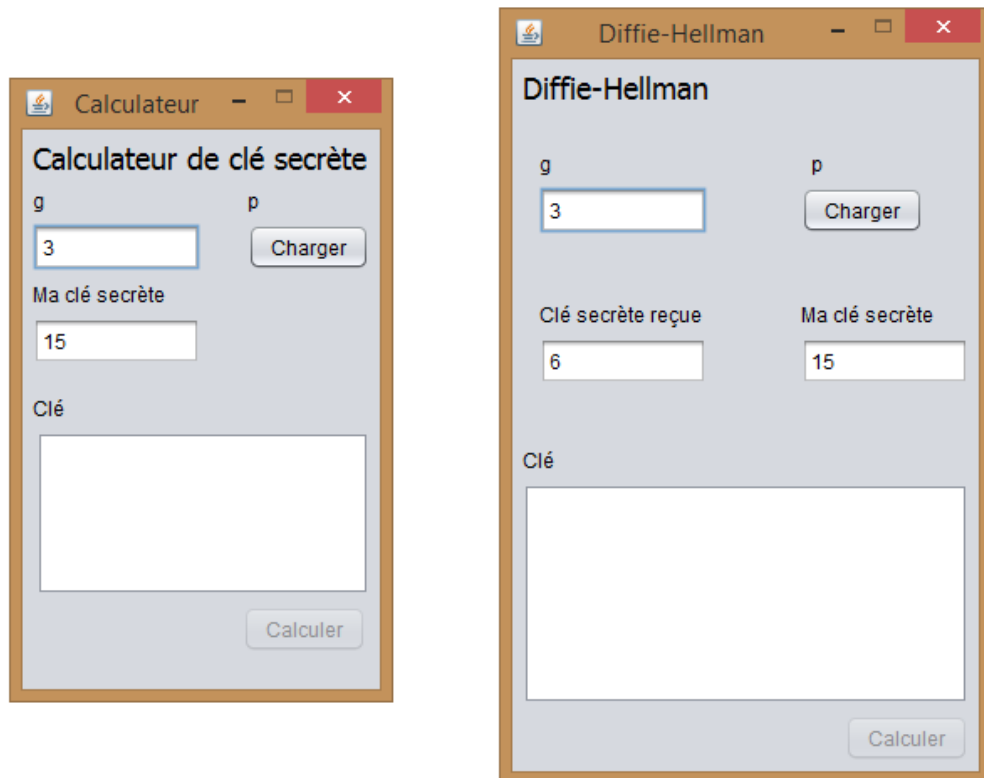 Calculateur
Calculateur de clé secrète
g p
3 Charger
Ma clé secrète
15
Clé
Calculer
Diffie-Hellman
Diffie-Hellman
g p
3 Charger
Clé secrète reçue Ma clé secrète
6 15
Clé
Calculer